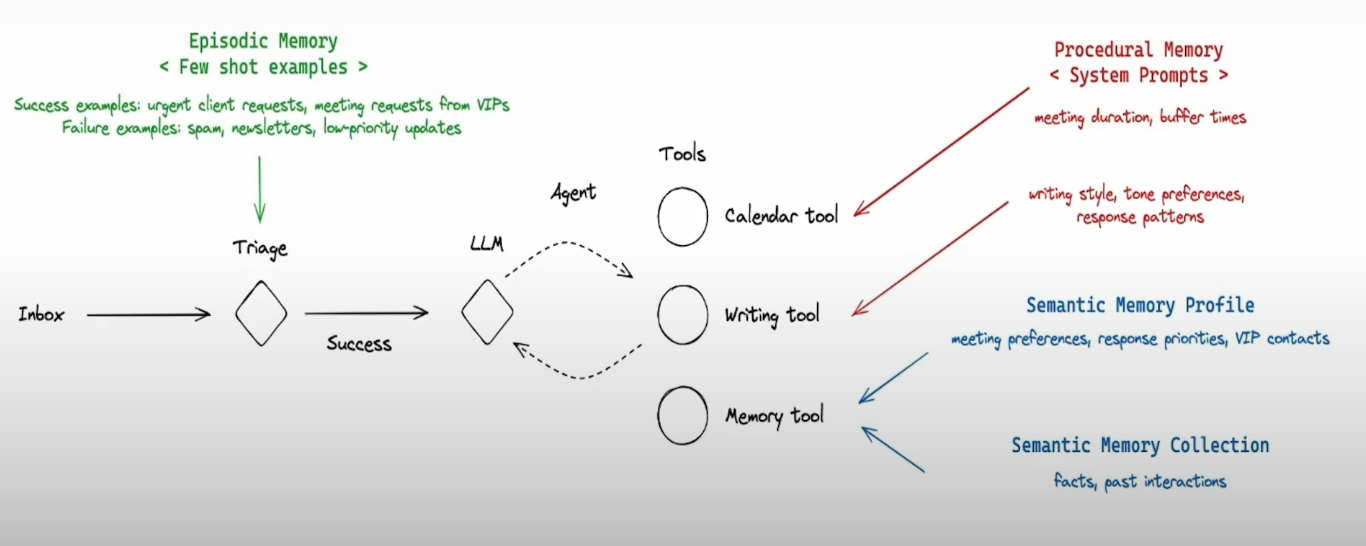 Episodic Memory
< Few shot examples >
Success examples: urgent client requests, meeting requests from VIPs
Failure examples: spam, newsletters, low-priority updates
Procedural Memory
< System Prompts >
meeting duration, buffer times
Tools
Agent
Calendar tool
writing style, tone preferences,
response patterns
Triage
LLM
Inbox
Success
Writing tool
Semantic Memory Profile
meeting preferences, response priorities, VIP contacts
Memory tool
Semantic Memory Collection
facts, past interactions